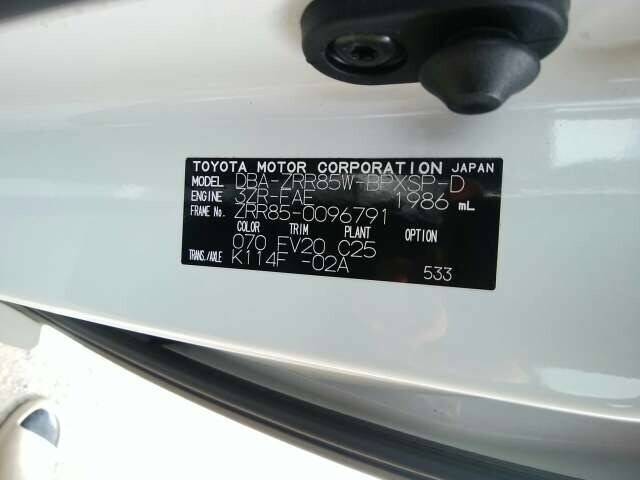 TOYOTA MOTOR CORPORATION JAPAN
MODEL DBA-ZRR85W-BPXSP-D
ENGINE 3ZR-FAE 1986 mL
FRAME No. ZRR85-0096791
COLOR TRIM PLANT OPTION
070 FV20 C25
TRANS./AXLE K114F -02A
533